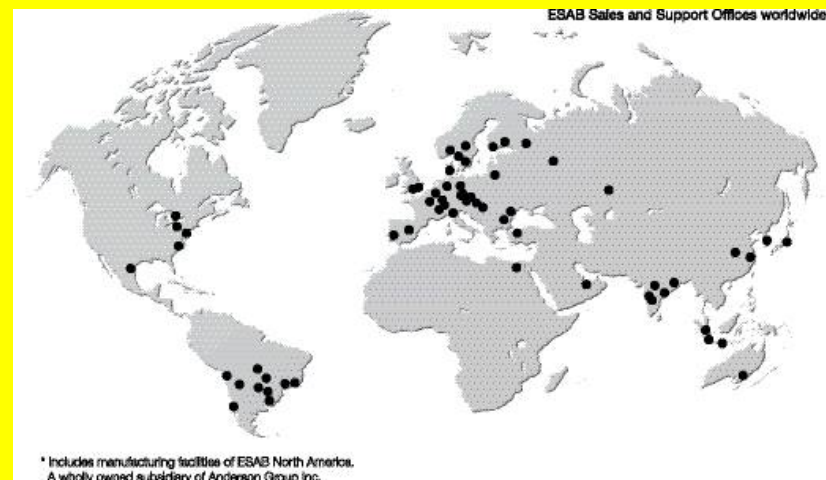 ESAB Sales and Support Offices worldwide
* Includes manufacturing facilities of ESAB North America.
A wholly owned subsidiary of Anderson Group Inc.